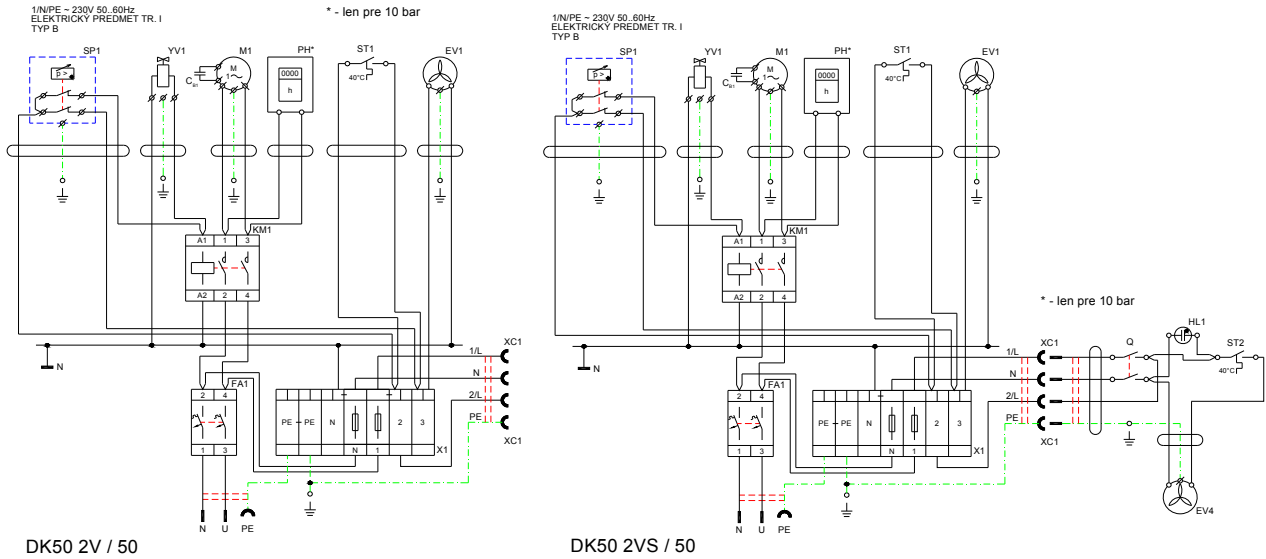 1/N/PE ~ 230V 50..60Hz
ELEKTRICKÝ PREDMET TR. I
TYP B
* - len pre 10 bar
SP1
YV1
M1
PH*
ST1
EV1
p >
C B1
M
1 ~
0000
h
40°C
KM1
A1 1 3
A2 2 4
N
FA1
2 4
1 3
PE PE N 2 3
N 1
X1
1/L
N
2/L
PE
XC1
XC1
N U PE
DK50 2V / 50
1/N/PE ~ 230V 50..60Hz
ELEKTRICKÝ PREDMET TR. I
TYP B
SP1
YV1
M1
PH*
ST1
EV1
p >
C B1
M
1 ~
0000
h
40°C
KM1
A1 1 3
A2 2 4
N
FA1
2 4
1 3
PE PE N 2 3
N 1
X1
* - len pre 10 bar
1/L
N
2/L
PE
XC1
XC1
Q
HL1
ST2
40°C
EV4
N U PE
DK50 2VS / 50